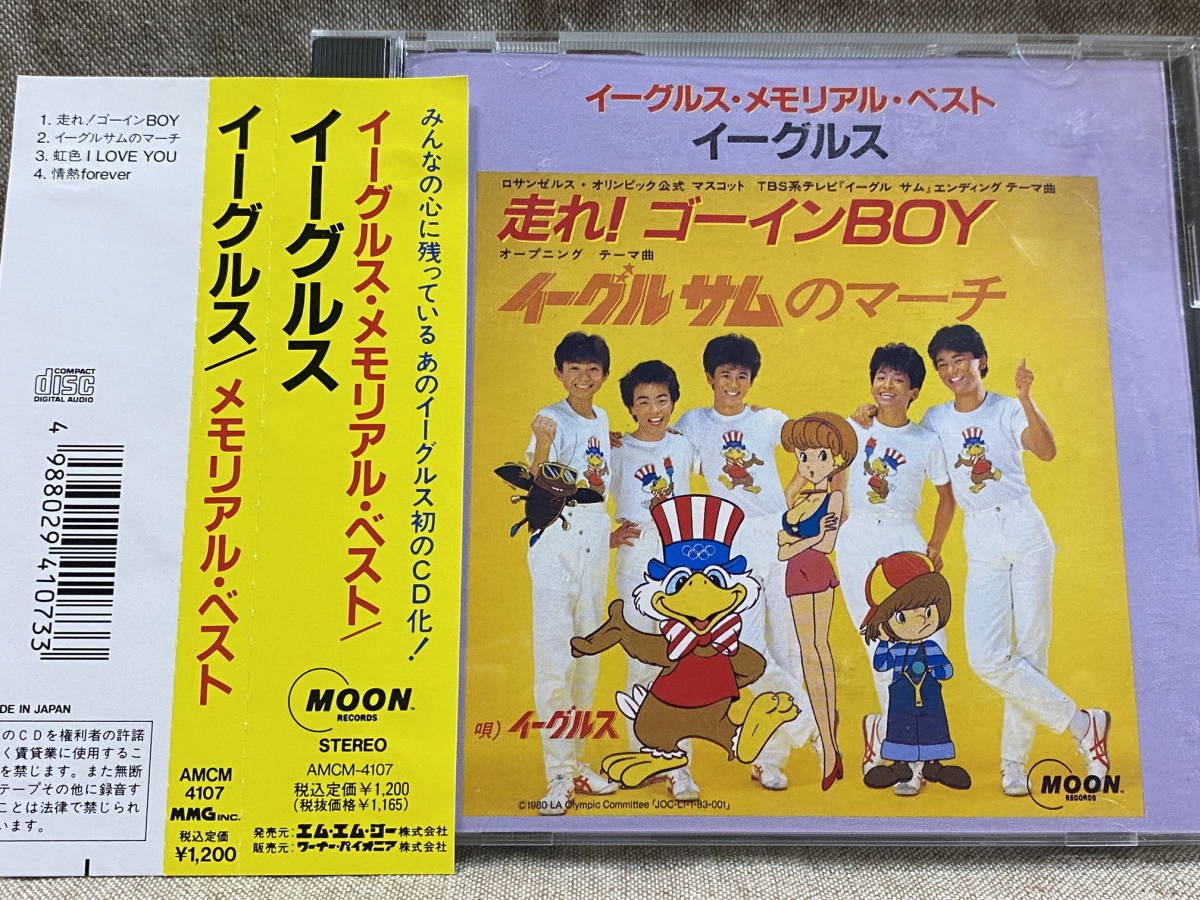 1. 走れ！ゴーインBOY
2. イーグルサムのマーチ
3. 虹色 I LOVE YOU
4. 情熱forever
COMPACT
disc
DIGITAL AUDIO
4 988029 410733
DE IN JAPAN
のCDを権利者の許諾
く賃貸業に使用するこ
を禁じます。また無断
テープその他に録音す
ことは法律で禁じられ
います。
イーグルス/メモリアル・ベスト
AMCM
4107
MMG INC.
税込定価
¥1,200
みんなの心に残っている あのイーグルス初のCD化！
イーグルス・メモリアル・ベスト/
イーグルス
MOON
RECORDS
TM
STEREO
AMCM-4107
税込定価¥1,200
(税抜価格¥1,165)
発売元：エム・エム・ジー株式会社
販売元：ワーナー・パイオニア株式会社
イーグルス・メモリアル・ベスト
イーグルス
ロサンゼルス・オリンピック公式 マスコット TBS系テレビ『イーグル サム』エンディング テーマ曲
走れ！ゴーインBOY
オープニング テーマ曲
イーグル サムのマーチ
唄）イーグルス
©1980 LA Olympic Committee 「JOC-LT-T-83-001」
MOON
RECORDS
TM